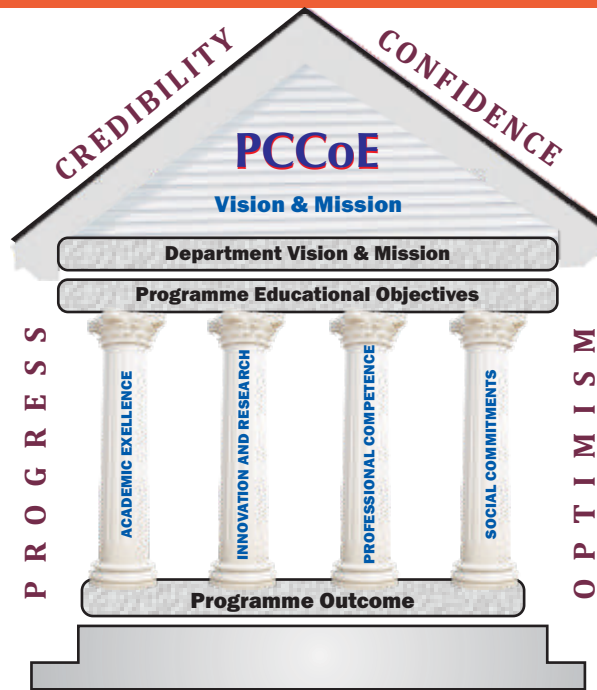 CREDIBILITY
CONFIDENCE
PCCoE
Vision & Mission
Department Vision & Mission
Programme Educational Objectives
PROGRESS
ACADEMIC EXELLENCE
INNOVATION AND RESEARCH
PROFESSIONAL COMPETENCE
SOCIAL COMMITMENTS
OPTIMISM
Programme Outcome